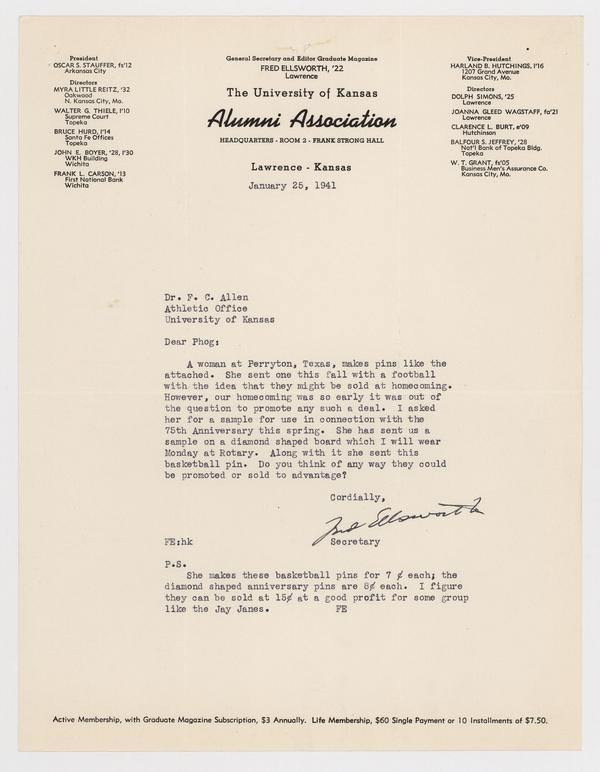 President
OSCAR S. STAUFFER, fs'12
Arkansas City
Directors
MYRA LITTLE REITZ, '32
Oakwood
N. Kansas City, Mo.
WALTER G. THIELE, l'10
Supreme Court
Topeka
BRUCE HURD, l'14
Santa Fe Offices
Topeka
JOHN E. BOYER, '28, l'30
WKH Building
Wichita
FRANK L. CARSON, '13
First National Bank
Wichita
General Secretary and Editor Graduate Magazine
FRED ELLSWORTH, '22
Lawrence
The University of Kansas
Alumni Association
HEADQUARTERS - ROOM 2 - FRANK STRONG HALL
Lawrence - Kansas
Vice-President
HARLAND B. HUTCHINGS, l'16
1207 Grand Avenue
Kansas City, Mo.
Directors
DOLPH SIMONS, '25
Lawrence
JOANNA GLEED WAGSTAFF, fa'21
Lawrence
CLARENCE L. BURT, e'09
Hutchinson
BALFOUR S. JEFFREY, '28
Nat'l Bank of Topeka Bldg.
Topeka
W. T. GRANT, fs'05
Business Men's Assurance Co.
Kansas City, Mo.
January 25, 1941
Dr. F. C. Allen
Athletic Office
University of Kansas
Dear Phog:
A woman at Perryton, Texas, makes pins like the
attached. She sent one this fall with a football
with the idea that they might be sold at homecoming.
However, our homecoming was so early it was out of
the question to promote any such a deal. I asked
her for a sample for use in connection with the
75th Anniversary this spring. She has sent us a
sample on a diamond shaped board which I will wear
Monday at Rotary. Along with it she sent this
basketball pin. Do you think of any way they could
be promoted or sold to advantage?
Cordially,
Fred Ellsworth
FE:hk Secretary
P.S.
She makes these basketball pins for 7 ¢ each; the
diamond shaped anniversary pins are 8¢ each. I figure
they can be sold at 15¢ at a good profit for some group
like the Jay Janes. FE
Active Membership, with Graduate Magazine Subscription, $3 Annually. Life Membership, $60 Single Payment or 10 Installments of $7.50.